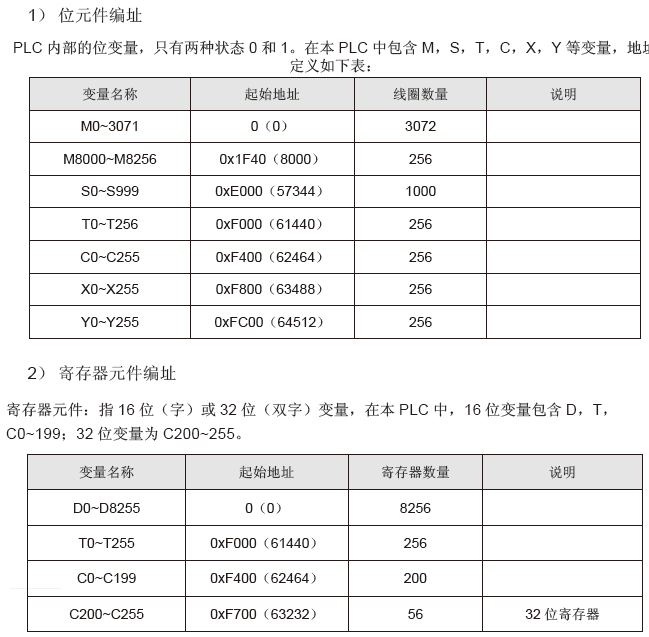 1） 位元件编址
PLC 内部的位变量，只有两种状态 0 和 1。在本 PLC 中包含 M，S，T，C，X，Y 等变量，地址
定义如下表：
变量名称 起始地址 线圈数量 说明
M0~3071 0（0） 3072
M8000~M8256 0x1F40（8000） 256
S0~S999 0xE000（57344） 1000
T0~T256 0xF000（61440） 256
C0~C255 0xF400（62464） 256
X0~X255 0xF800（63488） 256
Y0~Y255 0xFC00（64512） 256
2） 寄存器元件编址
寄存器元件：指 16 位（字）或 32 位（双字）变量，在本 PLC 中，16 位变量包含 D，T，
C0~199；32 位变量为 C200~255。
变量名称 起始地址 寄存器数量 说明
D0~D8255 0（0） 8256
T0~T255 0xF000（61440） 256
C0~C199 0xF400（62464） 200
C200~C255 0xF700（63232） 56 32 位寄存器